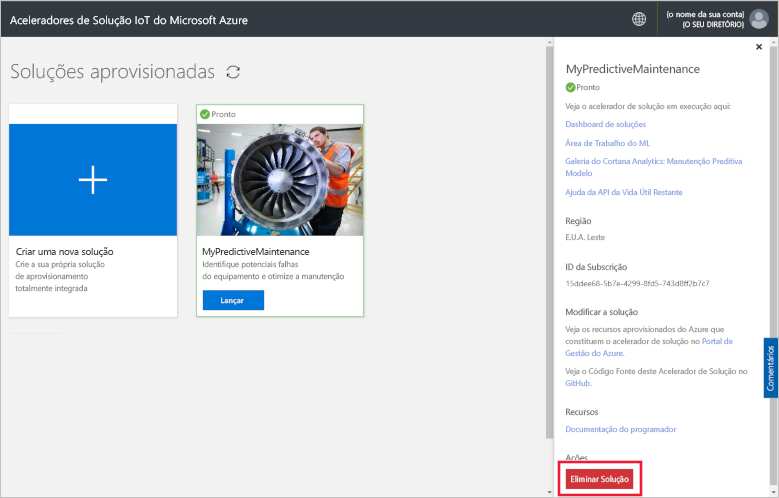 Aceleradores de Solução IoT do Microsoft Azure
(o nome da sua conta)
(O SEU DIRETÓRIO)
Soluções aprovisionadas
Criar uma nova solução
Crie a sua própria solução
de aprovisionamento
totalmente integrada
Pronto
MyPredictiveMaintenance
Identifique potenciais falhas
do equipamento e otimize a manutenção
Lançar
MyPredictiveMaintenance
Pronto
Veja o acelerador de solução em execução aqui:
Dashboard de soluções
Área de Trabalho do ML
Galeria do Cortana Analytics: Manutenção Preditiva
Modelo
Ajuda da API da Vida Útil Restante
Região
E.U.A. Leste
ID da Subscrição
15ddee68-5b7e-4299-8fd5-743d8ff2b7c7
Modificar a solução
Veja os recursos aprovisionados do Azure que
constituem o acelerador de solução no Portal de
Gestão do Azure.
Veja o Código Fonte deste Acelerador de Solução no
GitHub.
Recursos
Documentação do programador
Ações
Eliminar Solução
Comentários